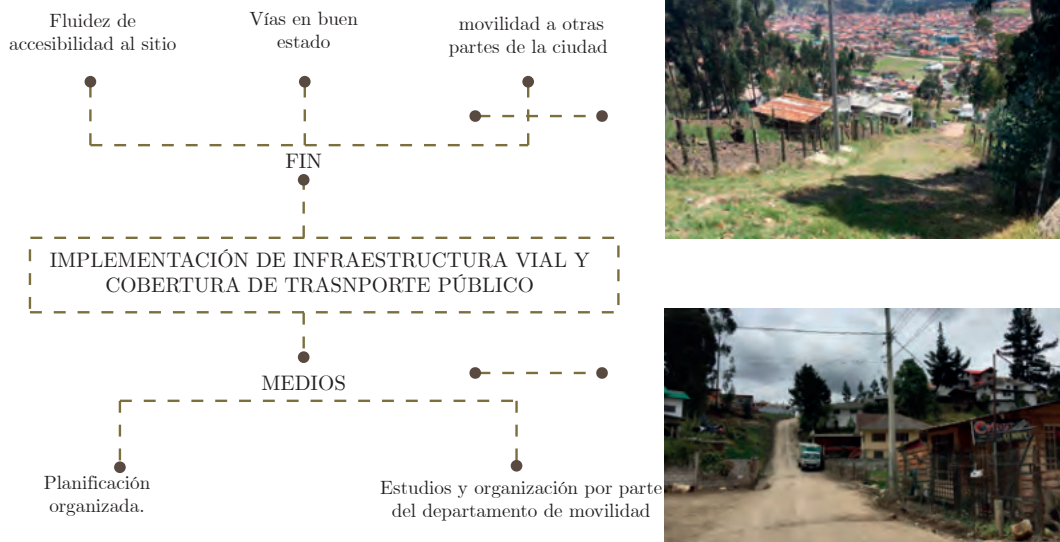 Fluidez de
accesibilidad al sitio
Vías en buen
estado
movilidad a otras
partes de la ciudad
FIN
IMPLEMENTACIÓN DE INFRAESTRUCTURA VIAL Y
COBERTURA DE TRASNPORTE PÚBLICO
MEDIOS
Planificación
organizada.
Estudios y organización por parte
del departamento de movilidad